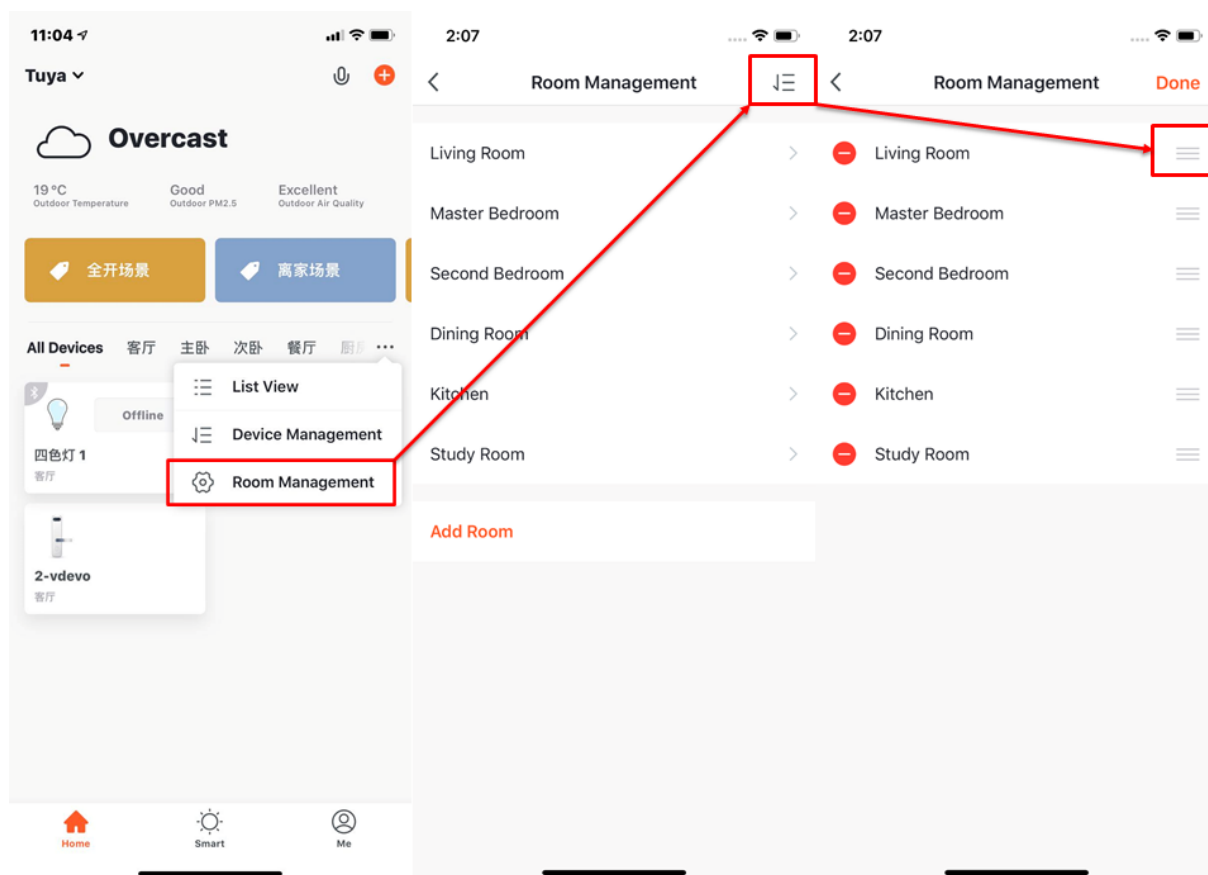 11:04
Tuya
Overcast
19 °C
Outdoor Temperature
Good
Outdoor PM2.5
Excellent
Outdoor Air Quality
全开场景
离家场景
All Devices 客厅 主卧 次卧 餐厅 厨房
List View
Device Management
Room Management
Offline
四色灯 1
客厅
2-vdevo
客厅
Home
Smart
Me
2:07
Room Management
Living Room
Master Bedroom
Second Bedroom
Dining Room
Kitchen
Study Room
Add Room
2:07
Room Management
Done
Living Room
Master Bedroom
Second Bedroom
Dining Room
Kitchen
Study Room